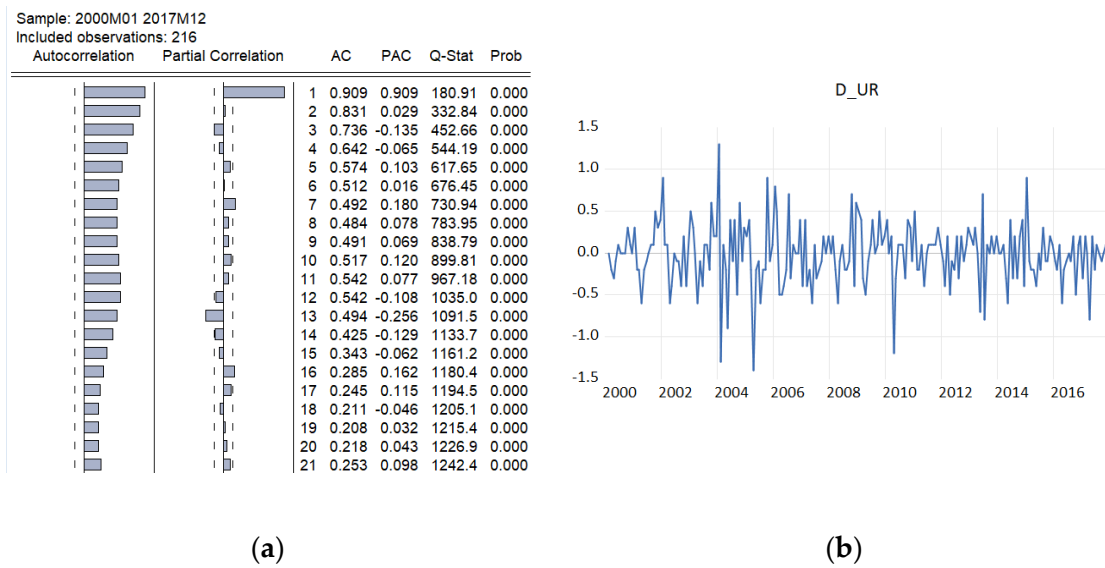 Sample: 2000M01 2017M12
Included observations: 216
Autocorrelation Partial Correlation AC PAC Q-Stat Prob
1 0.909 0.909 180.91 0.000
2 0.831 0.029 332.84 0.000
3 0.736 -0.135 452.66 0.000
4 0.642 -0.065 544.19 0.000
5 0.574 0.103 617.65 0.000
6 0.512 0.016 676.45 0.000
7 0.492 0.180 730.94 0.000
8 0.484 0.078 783.95 0.000
9 0.491 0.069 838.79 0.000
10 0.517 0.120 899.81 0.000
11 0.542 0.077 967.18 0.000
12 0.542 -0.108 1035.0 0.000
13 0.494 -0.256 1091.5 0.000
14 0.425 -0.129 1133.7 0.000
15 0.343 -0.062 1161.2 0.000
16 0.285 0.162 1180.4 0.000
17 0.245 0.115 1194.5 0.000
18 0.211 -0.046 1205.1 0.000
19 0.208 0.032 1215.4 0.000
20 0.218 0.043 1226.9 0.000
21 0.253 0.098 1242.4 0.000
(a)
D_UR
1.5
1.0
0.5
0.0
-0.5
-1.0
-1.5
2000 2002 2004 2006 2008 2010 2012 2014 2016
(b)